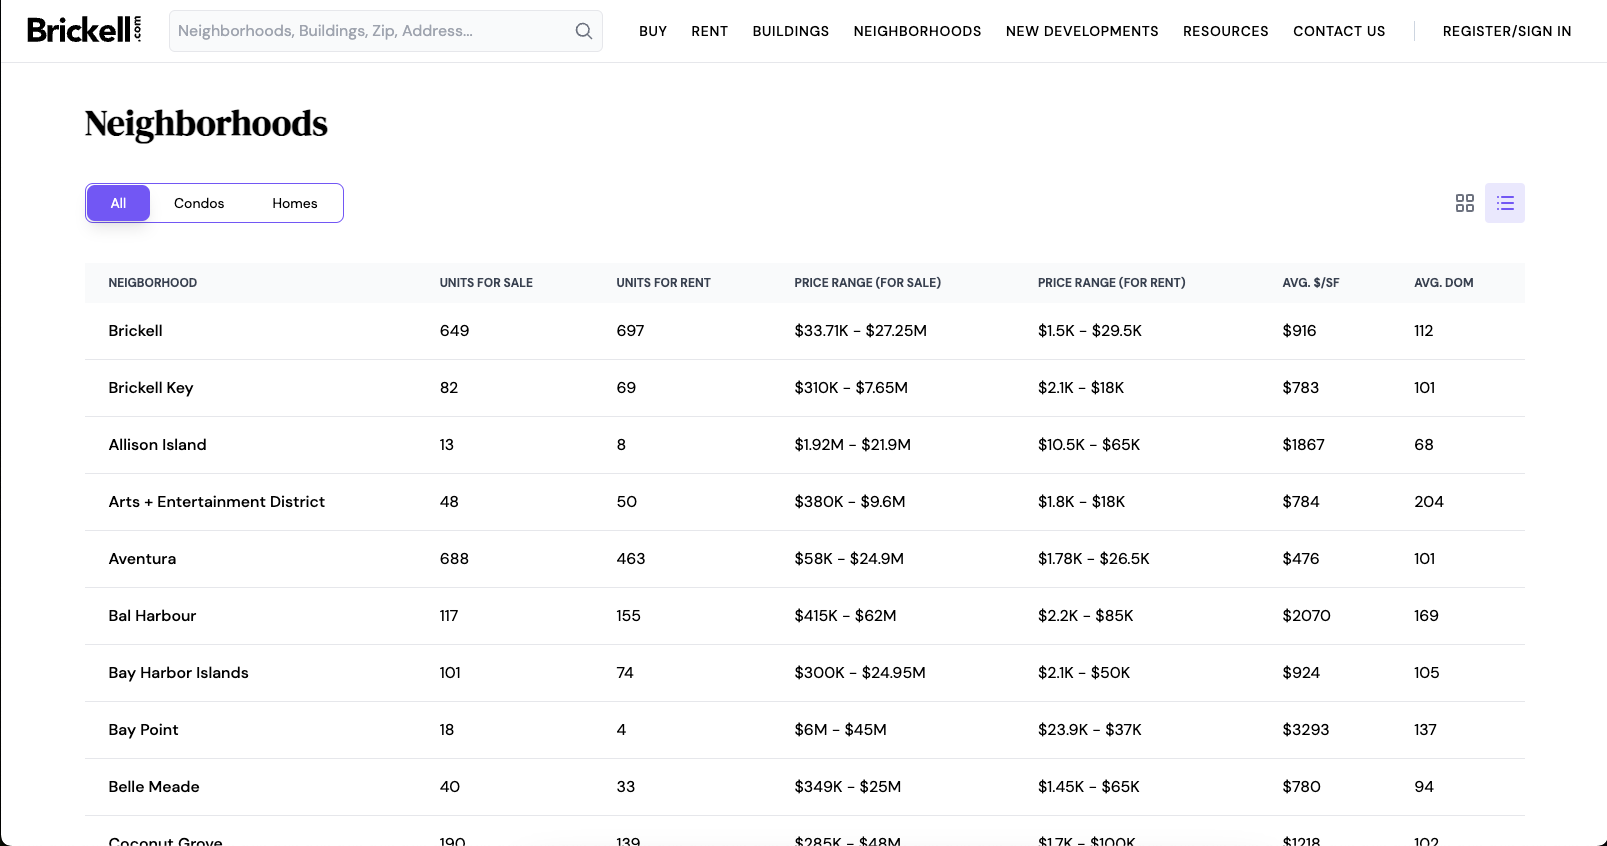 Brickell.com
Neighborhoods, Buildings, Zip, Address...
BUY RENT BUILDINGS NEIGHBORHOODS NEW DEVELOPMENTS RESOURCES CONTACT US REGISTER/SIGN IN
Neighborhoods
All Condos Homes
NEIGBORHOOD UNITS FOR SALE UNITS FOR RENT PRICE RANGE (FOR SALE) PRICE RANGE (FOR RENT) AVG. $/SF AVG. DOM
Brickell 649 697 $33.71K - $27.25M $1.5K - $29.5K $916 112
Brickell Key 82 69 $310K - $7.65M $2.1K - $18K $783 101
Allison Island 13 8 $1.92M - $21.9M $10.5K - $65K $1867 68
Arts + Entertainment District 48 50 $380K - $9.6M $1.8K - $18K $784 204
Aventura 688 463 $58K - $24.9M $1.78K - $26.5K $476 101
Bal Harbour 117 155 $415K - $62M $2.2K - $85K $2070 169
Bay Harbor Islands 101 74 $300K - $24.95M $2.1K - $50K $924 105
Bay Point 18 4 $6M - $45M $23.9K - $37K $3293 137
Belle Meade 40 33 $349K - $25M $1.45K - $65K $780 94
Coconut Grove 190 139 $285K - $48M $1.7K - $100K $1218 102